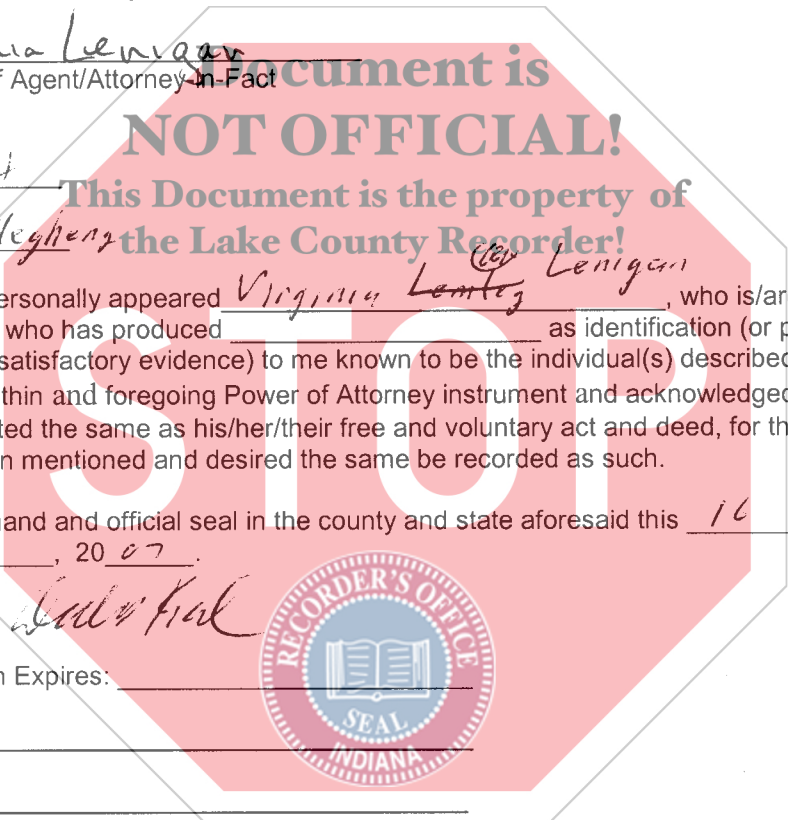 Lenigan
Agent/Attorney-In-Fact
Document is
NOT OFFICIAL!
This Document is the property of
the Lake County Recorder!
ersonally appeared Virginia Lenigan, who is/ar
who has produced as identification (or p
satisfactory evidence) to me known to be the individual(s) described
thin and foregoing Power of Attorney instrument and acknowledged
ted the same as his/her/their free and voluntary act and deed, for th
n mentioned and desired the same be recorded as such.
STOP
and and official seal in the county and state aforesaid this 16
, 20 07.
n Expires:
RECORDER'S OFFICE
SEAL
INDIANA